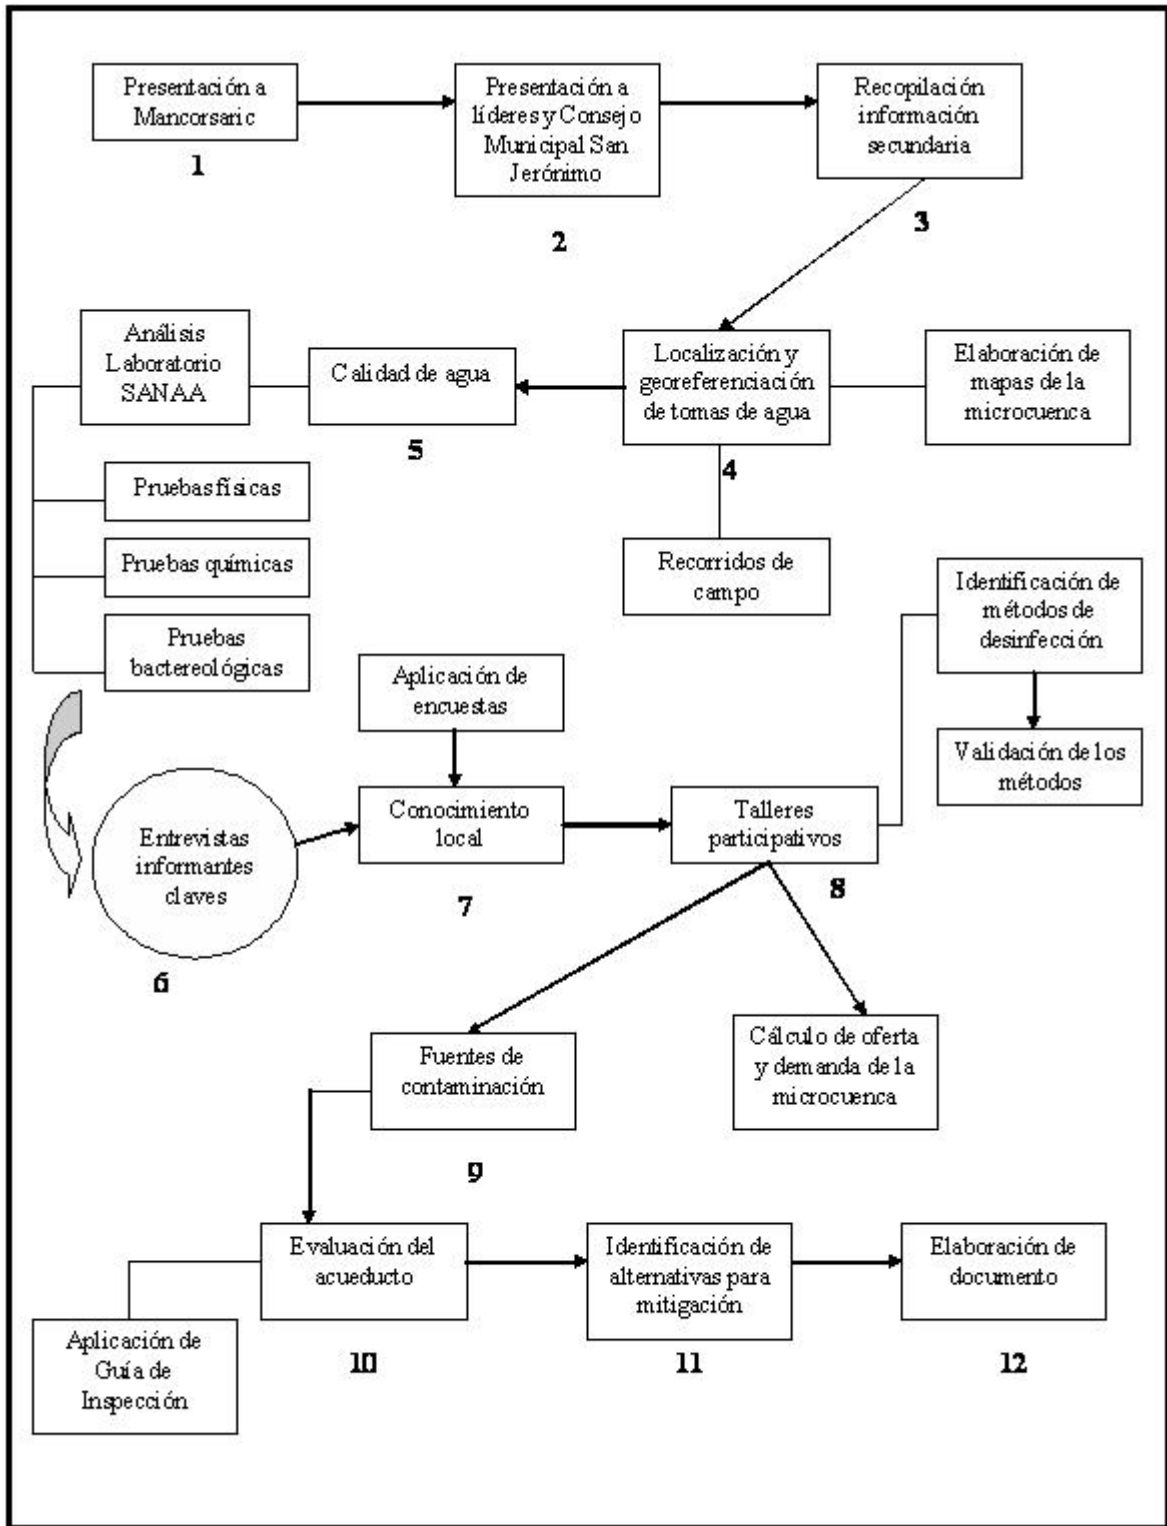 Presentación a
Mancorsaric
1
Presentación a
líderes y Consejo
Municipal San
Jerónimo
2
Recopilación
información
secundaria
3
Análisis
Laboratorio
SANAA
Calidad de agua
5
Localización y
georeferenciación
de tomas de agua
4
Elaboración de
mapas de la
microcuenca
Pruebas físicas
Pruebas químicas
Pruebas
bactereológicas
Recorridos de
campo
Identificación de
métodos de
desinfección
Validación de los
métodos
Aplicación de
encuestas
Entrevistas
informantes
claves
6
Conocimiento
local
7
Talleres
participativos
8
Fuentes de
contaminación
9
Cálculo de oferta
y demanda de la
microcuenca
Evaluación del
acueducto
10
Identificación de
alternativas para
mitigación
11
Elaboración de
documento
12
Aplicación de
Guía de
Inspección